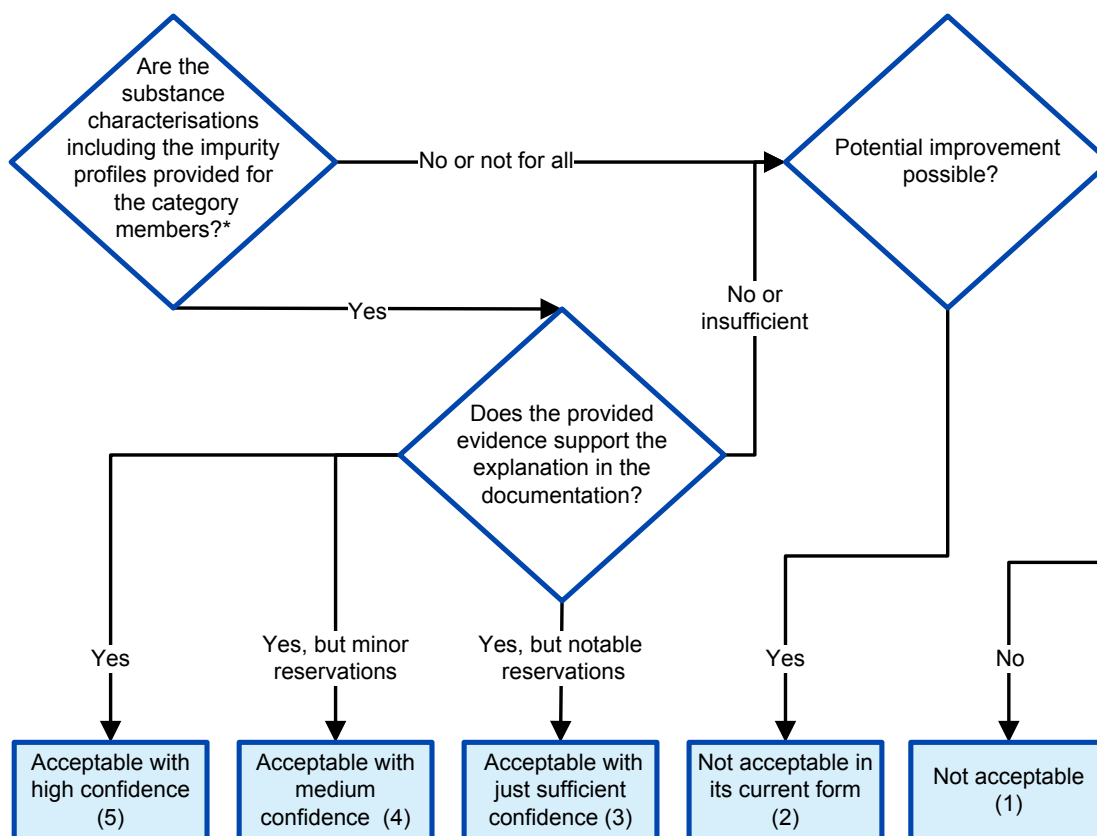 Are the
substance
characterisations
including the impurity
profiles provided for
the category
members?*
No or not for all
Potential improvement
possible?
Yes
No or
insufficient
Does the provided
evidence support the
explanation in the
documentation?
Yes
Yes, but minor
reservations
Yes, but notable
reservations
Yes
No
Acceptable with
high confidence
(5)
Acceptable with
medium
confidence (4)
Acceptable with
just sufficient
confidence (3)
Not acceptable in
its current form
(2)
Not acceptable
(1)